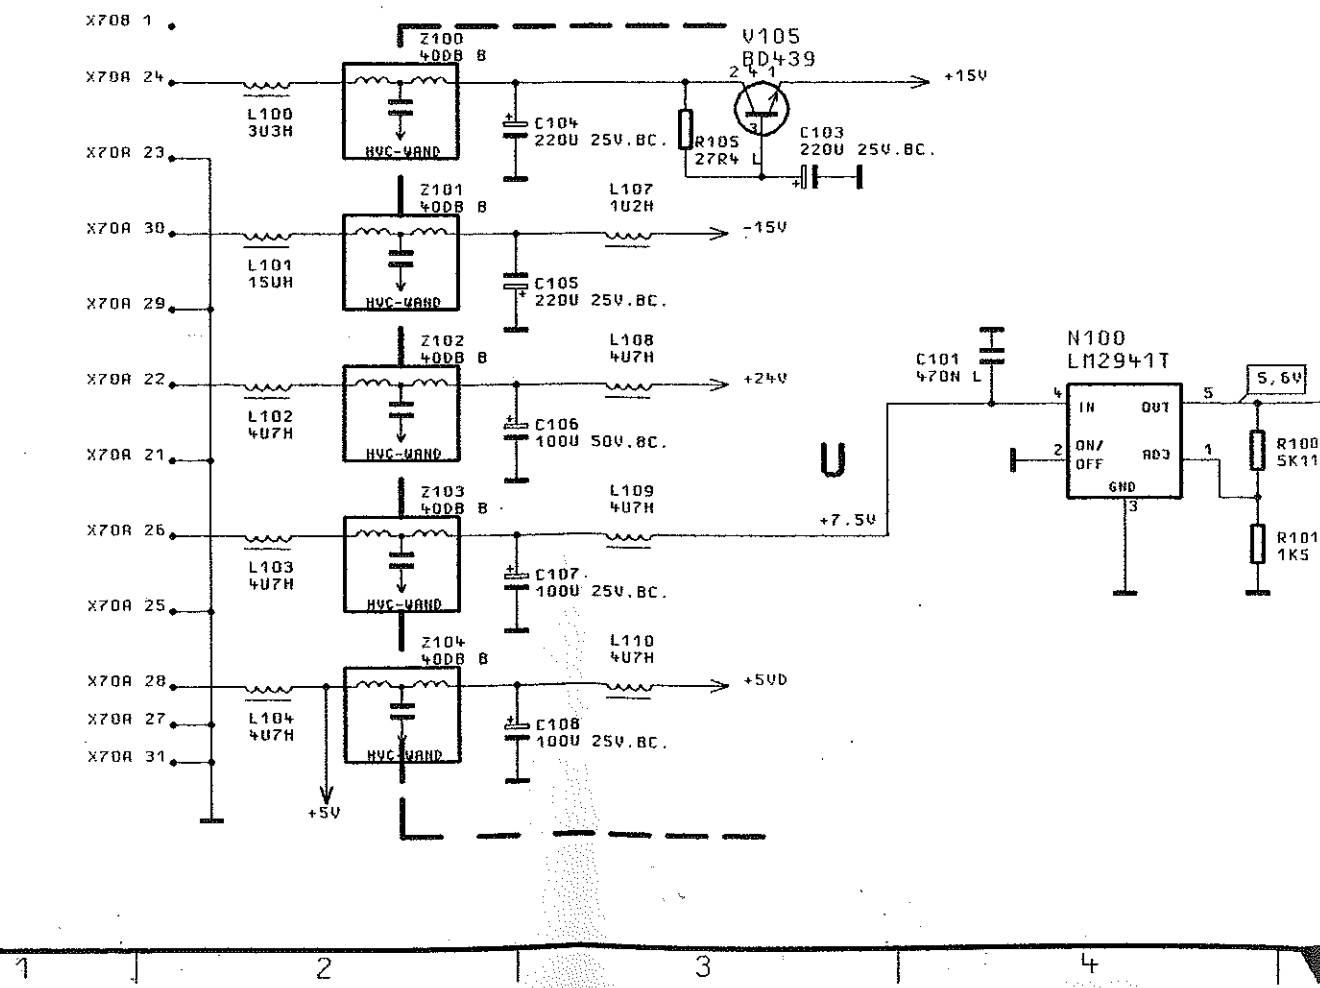 X70B 1
Z100
40DB B
V105
BD439
2 4 1
3
X70A 24
L100
3U3H
HVC-WAND
C104
220U 25V.BC.
R105
27R4 L
C103
220U 25V.BC.
+15V
X70A 23
Z101
40DB B
L107
1U2H
X70A 30
L101
15UH
HVC-WAND
C105
220U 25V.BC.
-15V
X70A 29
Z102
40DB B
L108
4U7H
X70A 22
L102
4U7H
HVC-WAND
C106
100U 50V.BC.
+24V
X70A 21
Z103
40DB B
L109
4U7H
X70A 26
L103
4U7H
HVC-WAND
C107
100U 25V.BC.
+7.5V
U
C101
470N L
N100
LM2941T
4
IN
OUT
5
5,6V
2
ON/
OFF
ADJ
1
GND
3
R100
5K11
R101
1K5
X70A 25
Z104
40DB B
L110
4U7H
X70A 28
L104
4U7H
HVC-WAND
C108
100U 25V.BC.
+5VD
X70A 27
X70A 31
+5V
1
2
3
4